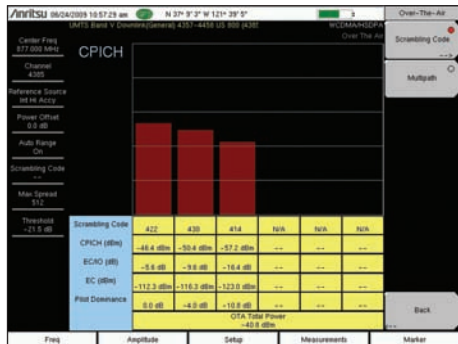 Anritsu 06/24/2009 10:57:29 am N 37° 9' 3" W 121° 39' 5"
Over-The-Air
UMTS Band V Downlink(General) 4357-4458 US 900 (4385
WCDMA/HSDPA
Over The Air
Center Freq
877.000 MHz
Channel
4385
Reference Source
Int Hi Accy
Power Offset
0.0 dB
Auto Range
On
Scrambling Code
--
Max Spread
512
Threshold
-21.5 dB
CPICH
Scrambling Code
-->
Multipath
Back
Scrambling Code 422 430 414 N/A N/A N/A
CPICH (dBm) -46.4 dBm -50.4 dBm -57.2 dBm -- -- --
EC/IO (dB) -5.6 dB -9.6 dB -16.4 dB -- -- --
EC (dBm) -112.3 dBm -116.3 dBm -123.0 dBm -- -- --
Pilot Dominance 0.0 dB -4.0 dB -10.8 dB -- -- --
OTA Total Power
-40.8 dBm
Freq Amplitude Setup Measurements Marker